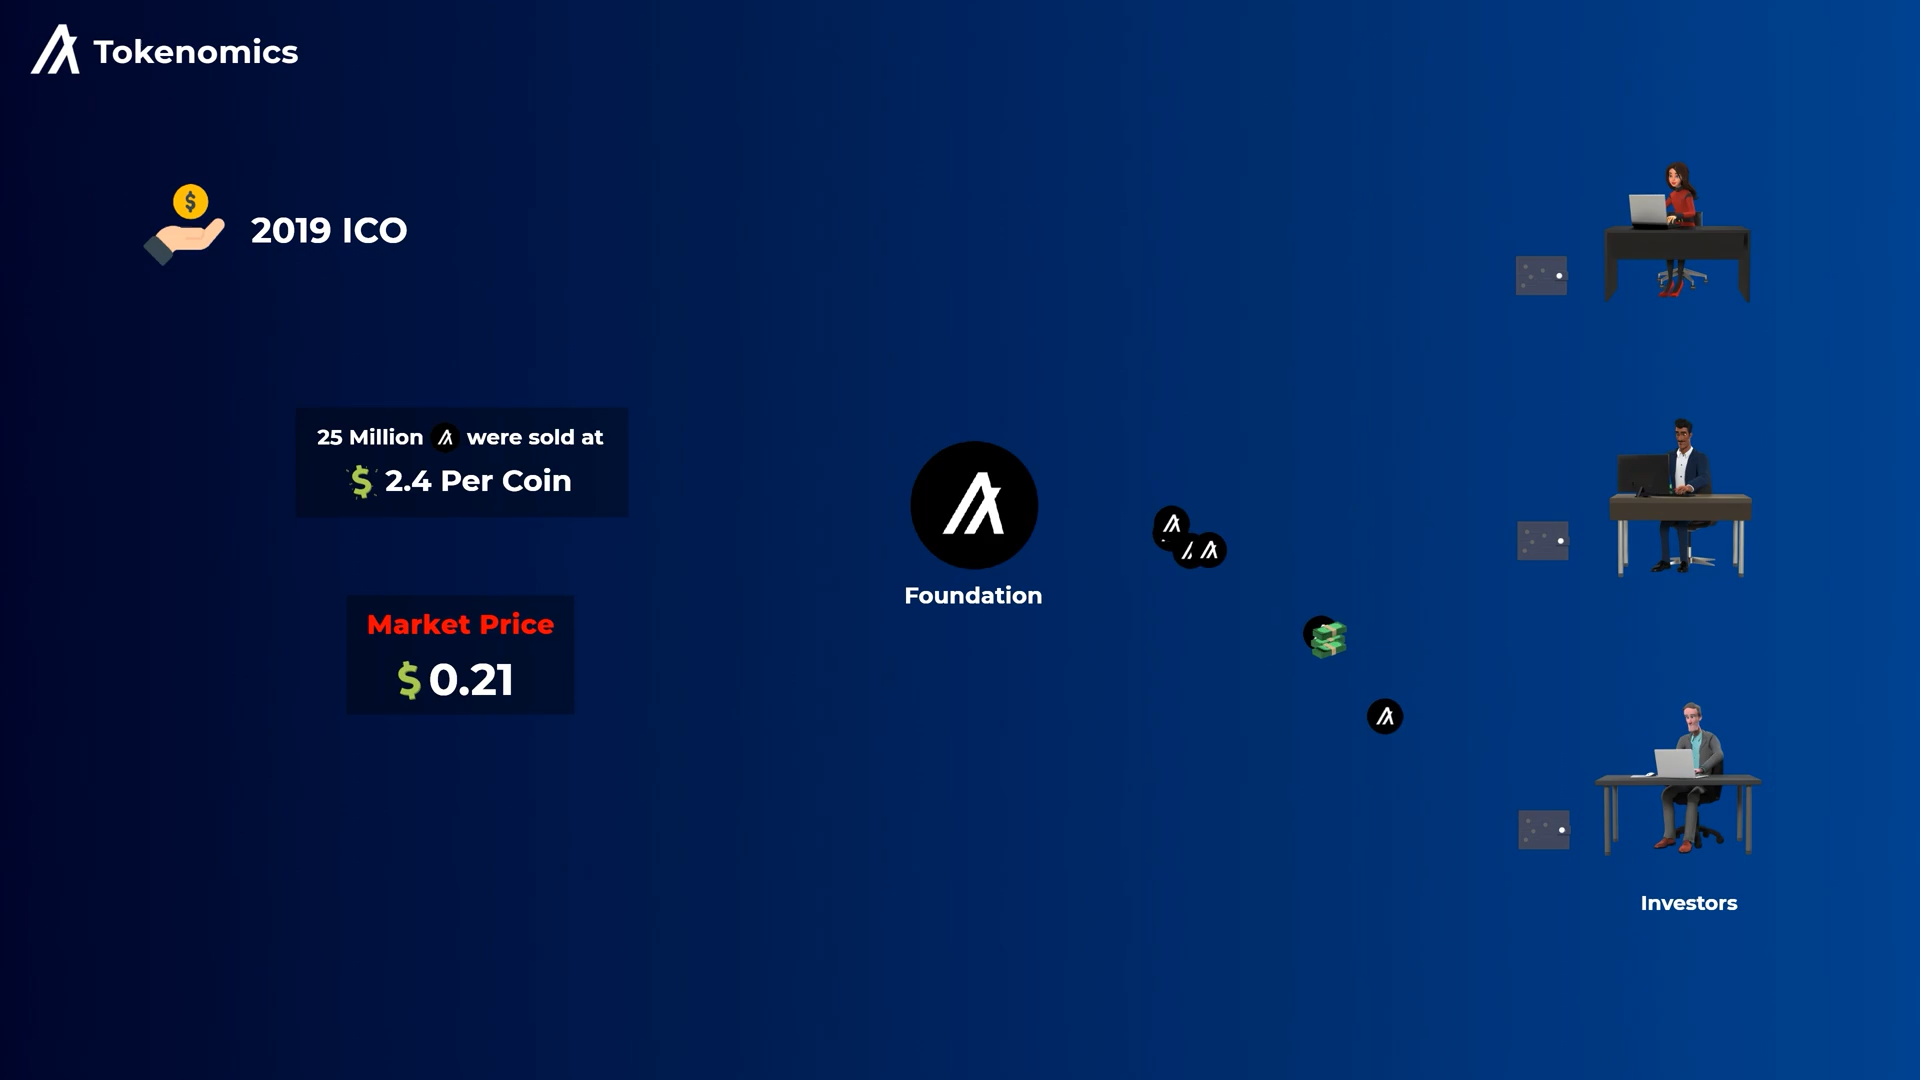 Tokenomics
2019 ICO
25 Million were sold at
$ 2.4 Per Coin
Market Price
$ 0.21
Foundation
Investors